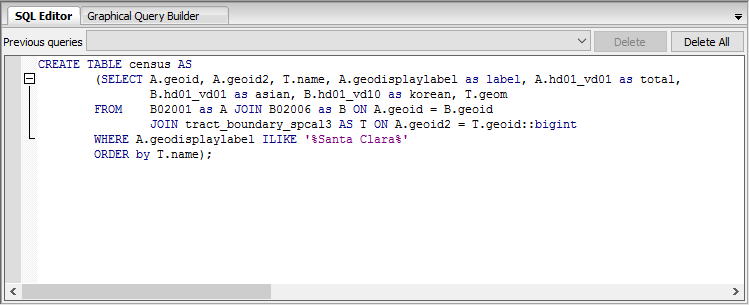 SQL Editor Graphical Query Builder
Previous queries Delete Delete All
CREATE TABLE census AS
(SELECT A.geoid, A.geoid2, T.name, A.geodisplaylabel as label, A.hd01_vd01 as total,
B.hd01_vd01 as asian, B.hd01_vd10 as korean, T.geom
FROM B02001 as A JOIN B02006 as B ON A.geoid = B.geoid
JOIN tract_boundary_spcal3 AS T ON A.geoid2 = T.geoid::bigint
WHERE A.geodisplaylabel ILIKE '%Santa Clara%'
ORDER by T.name);